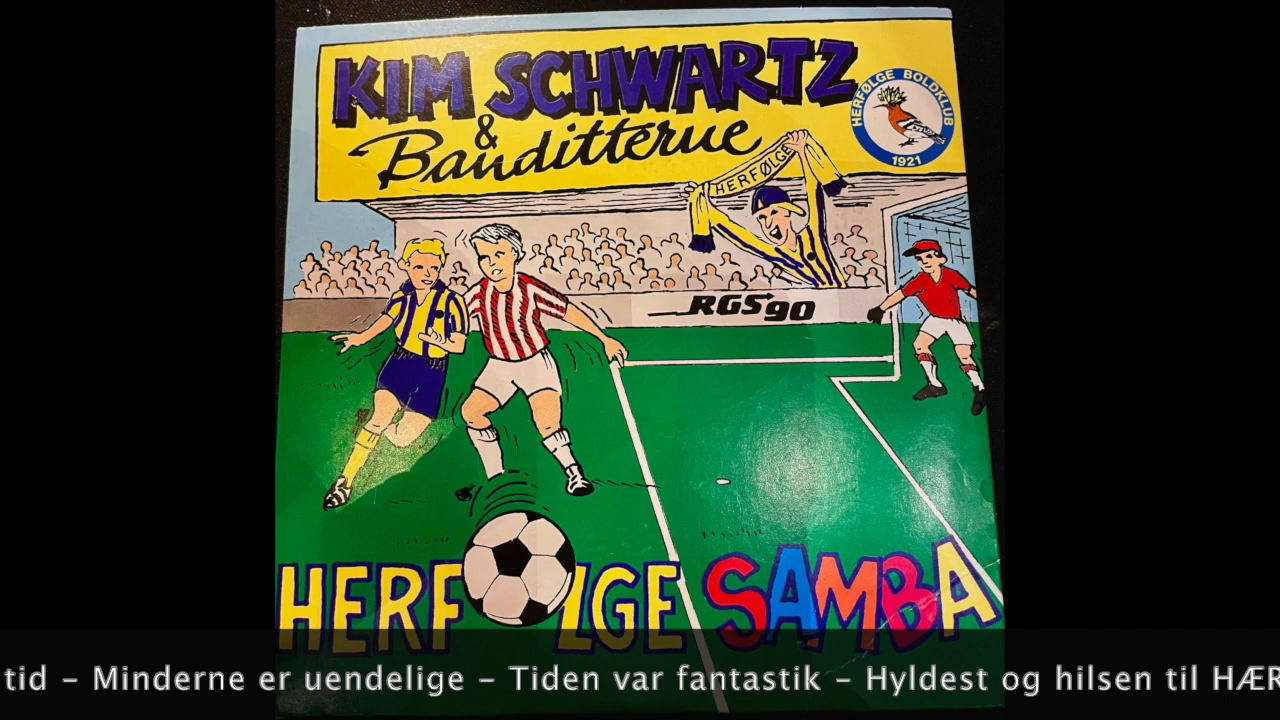 KIM SCHWARTZ
&
Banditterne
HERFØLGE BOLDKLUB
1921
HERFØLGE
RGS 90
HERFØLGE SAMBA
tid - Minderne er uendelige - Tiden var fantastik - Hyldest og hilsen til HÆR